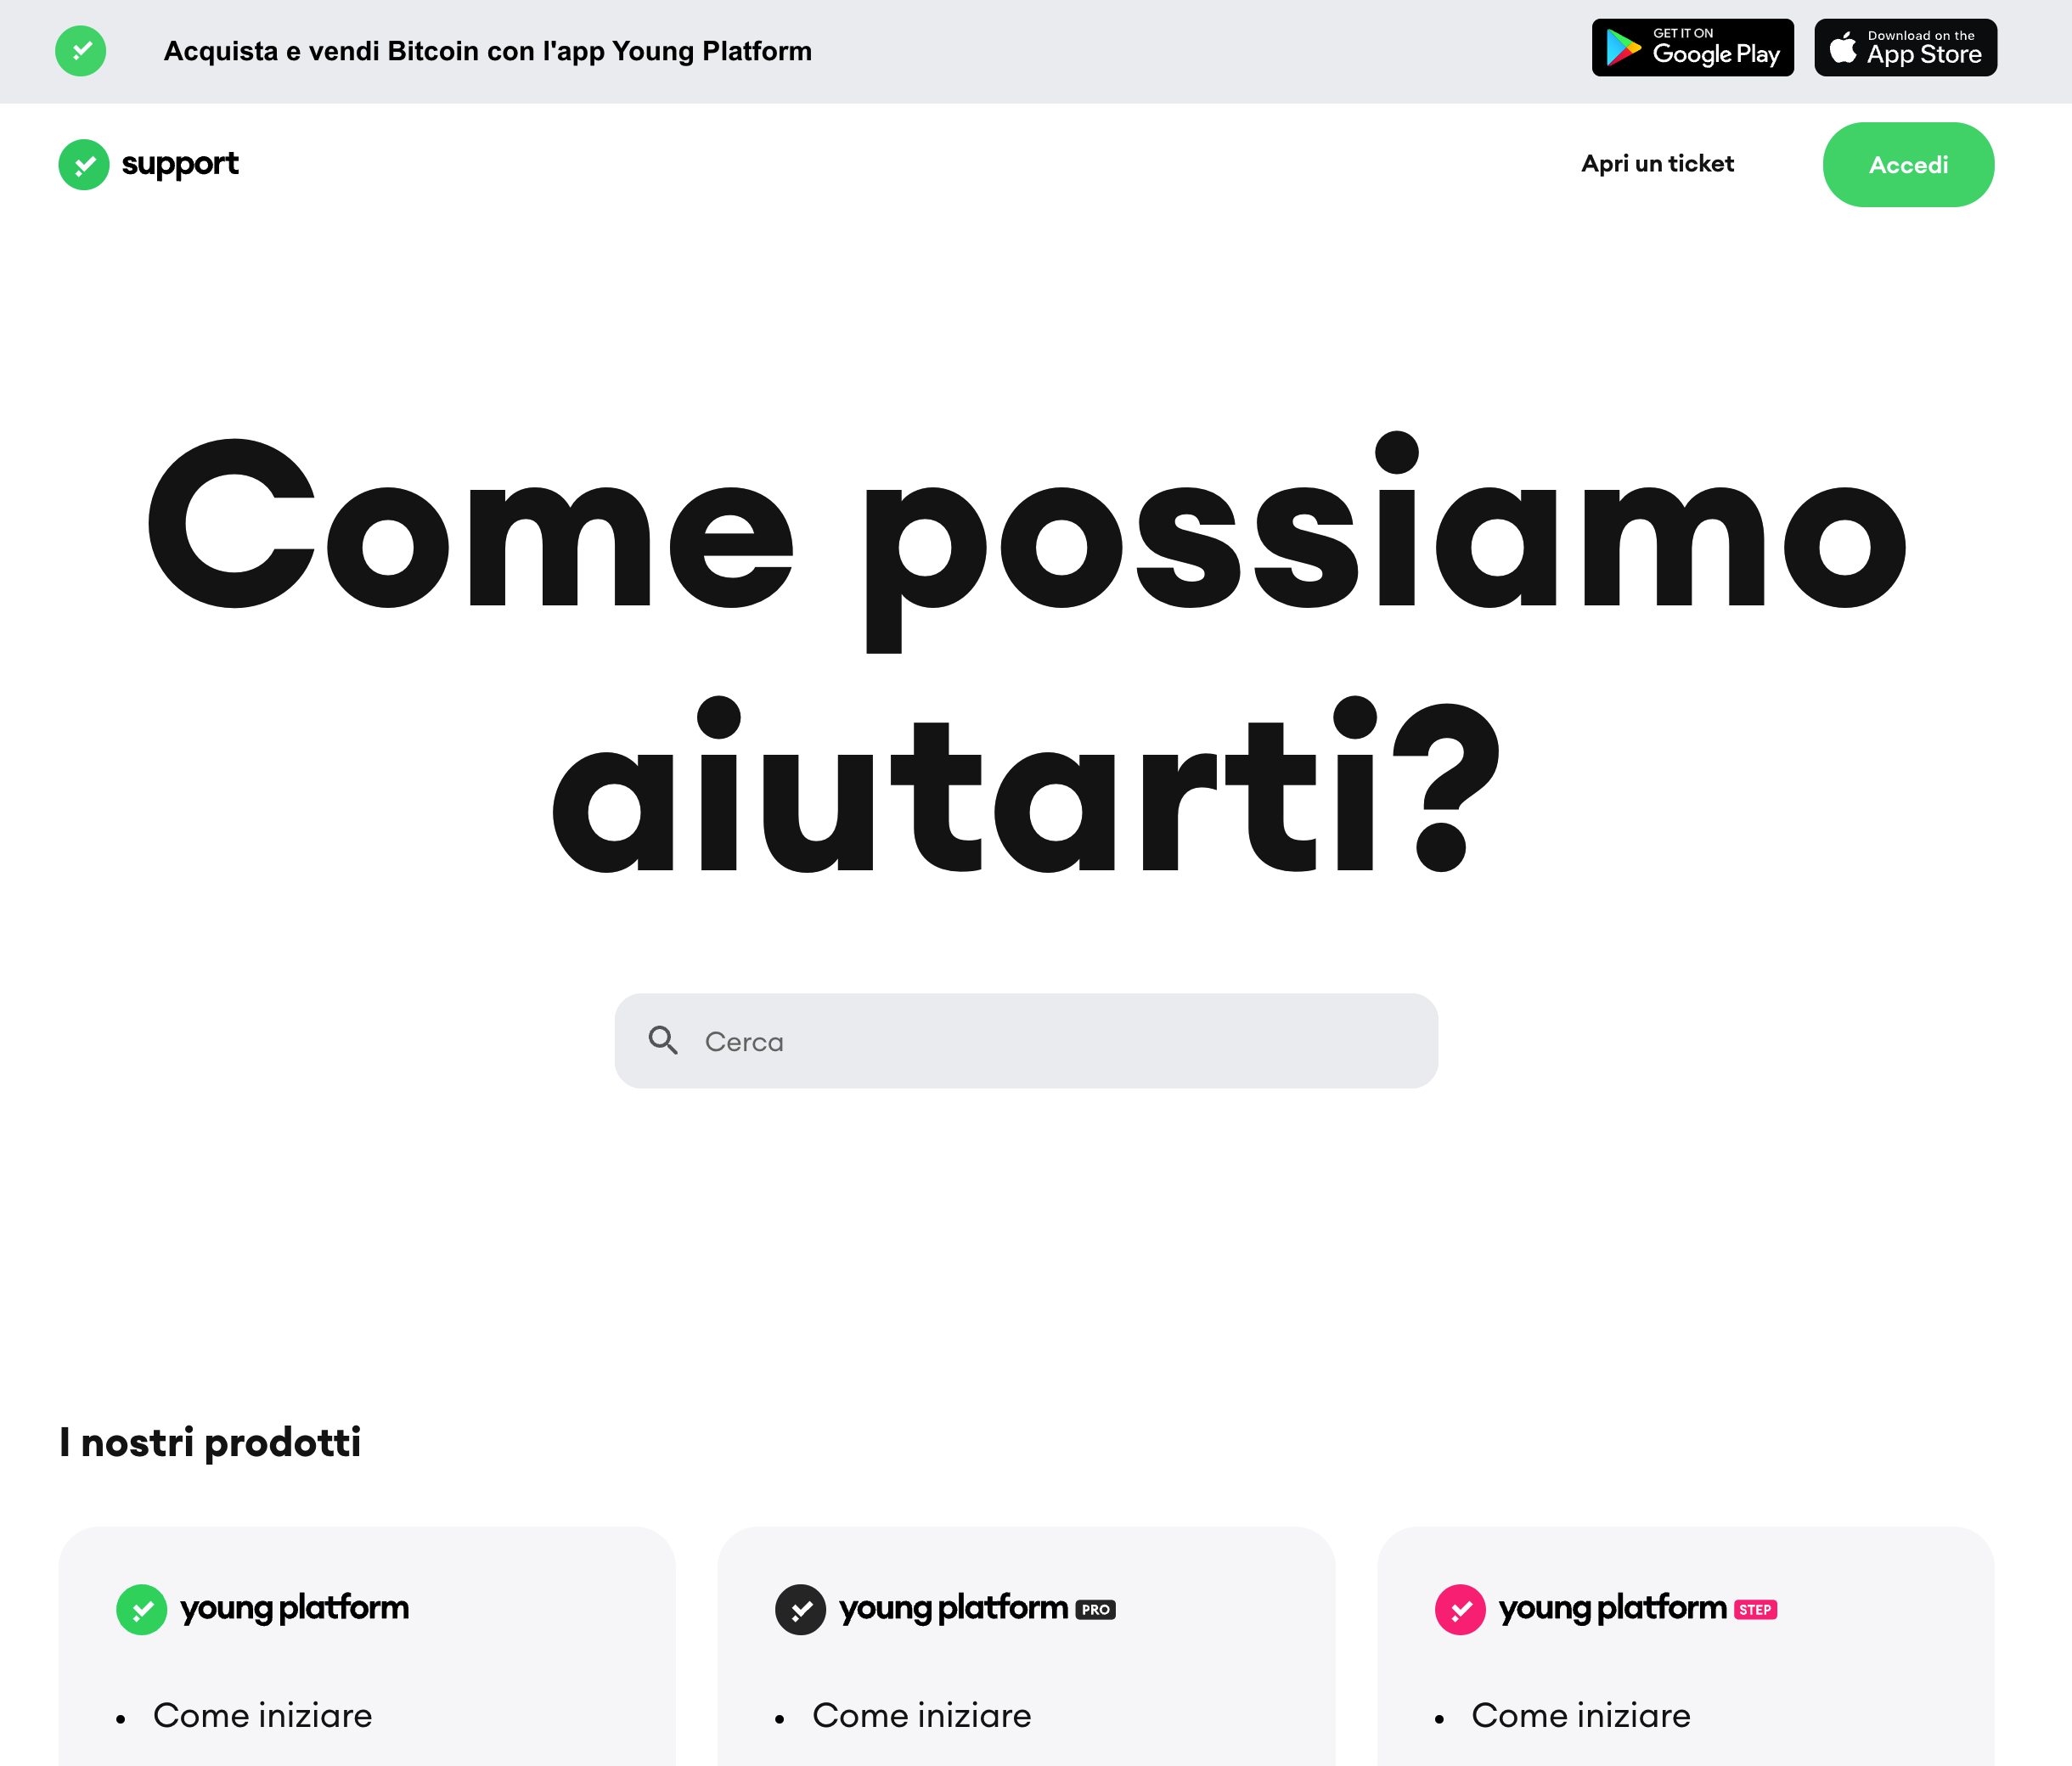 Acquista e vendi Bitcoin con l'app Young Platform
GET IT ON
Google Play
Download on the
App Store
support
Apri un ticket
Accedi
Come possiamo
aiutarti?
Cerca
I nostri prodotti
young platform
Come iniziare
young platform PRO
Come iniziare
young platform STEP
Come iniziare